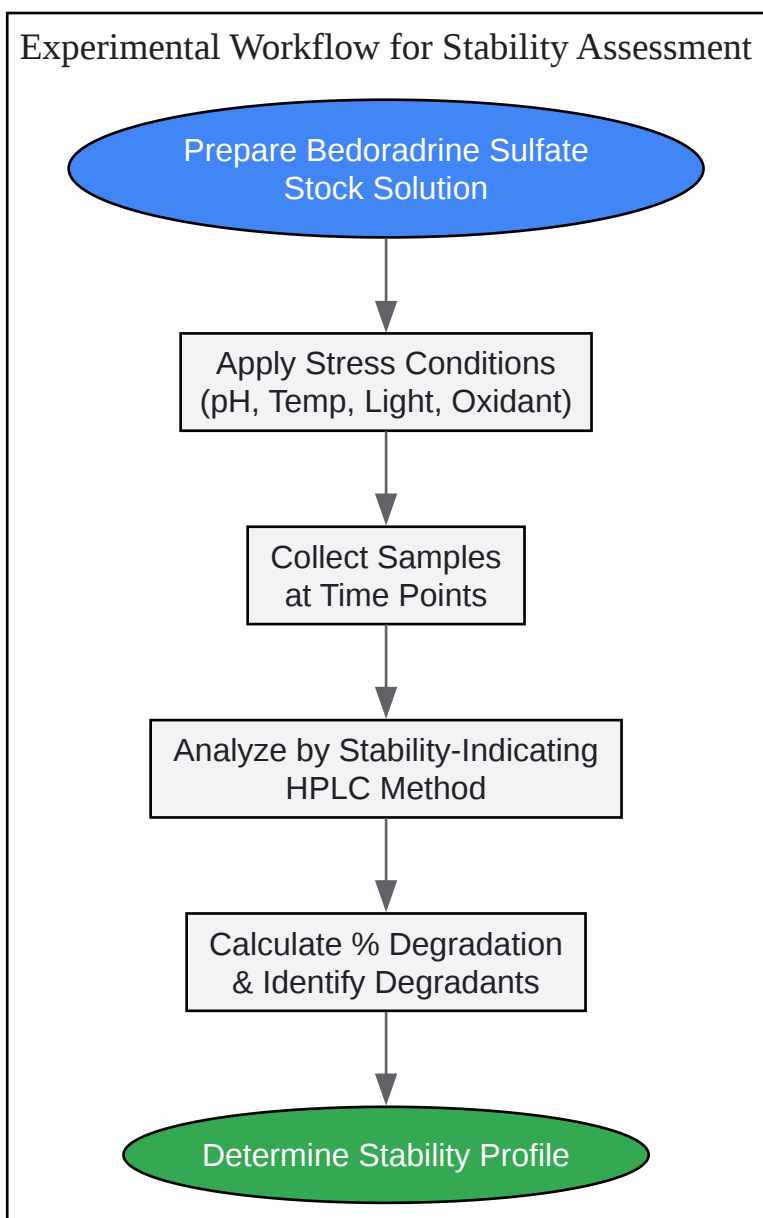 Experimental Workflow for Stability Assessment
Prepare Bedoradrine Sulfate
Stock Solution
Apply Stress Conditions
(pH, Temp, Light, Oxidant)
Collect Samples
at Time Points
Analyze by Stability-Indicating
HPLC Method
Calculate % Degradation
& Identify Degradants
Determine Stability Profile